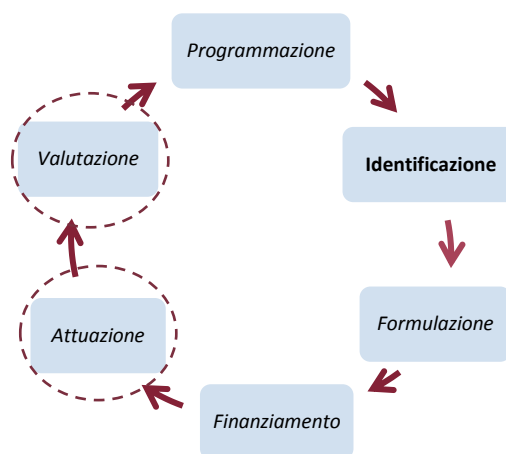 Programmazione
Identificazione
Formulazione
Finanziamento
Attuazione
Valutazione